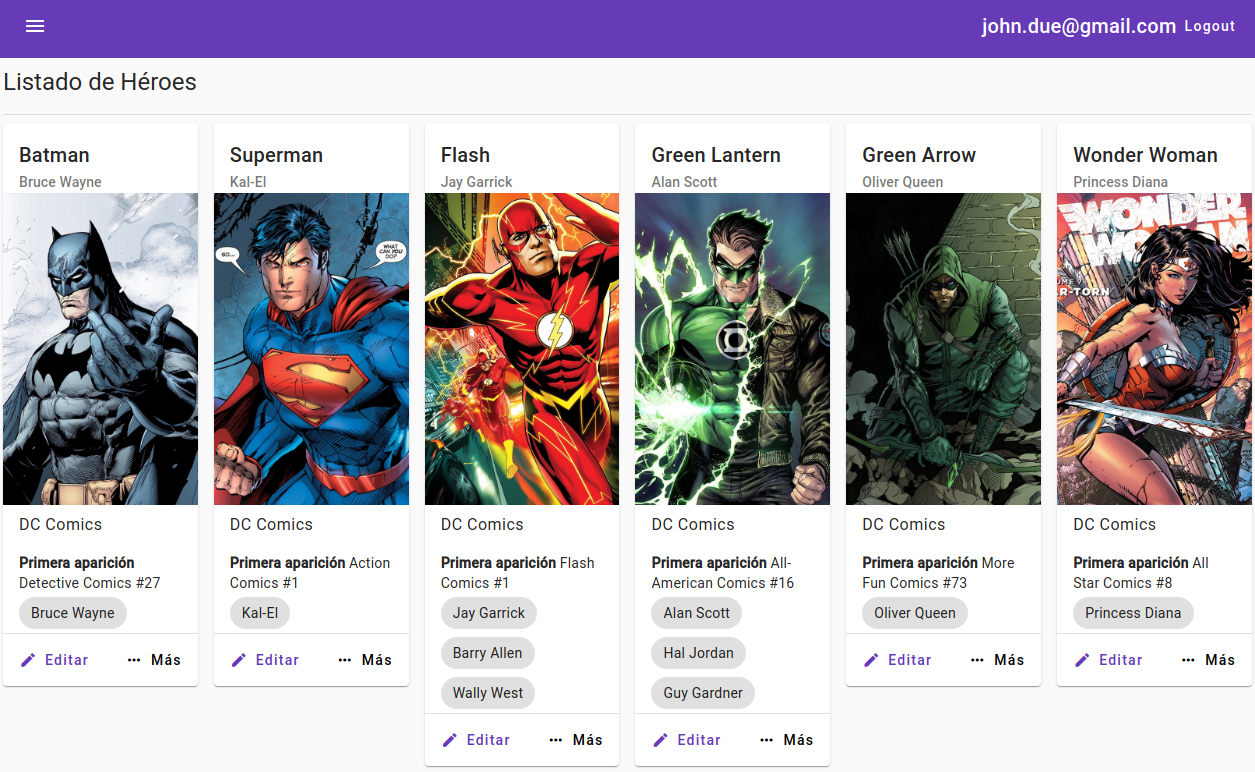 john.due@gmail.com Logout
Listado de Héroes
Batman
Bruce Wayne
DC Comics
Primera aparición
Detective Comics #27
Bruce Wayne
Editar
Más
Superman
Kal-El
SO...
WHAT
CAN YOU
DO?
DC Comics
Primera aparición Action
Comics #1
Kal-El
Editar
Más
Flash
Jay Garrick
DC Comics
Primera aparición Flash
Comics #1
Jay Garrick
Barry Allen
Wally West
Editar
Más
Green Lantern
Alan Scott
DC Comics
Primera aparición All-
American Comics #16
Alan Scott
Hal Jordan
Guy Gardner
Editar
Más
Green Arrow
Oliver Queen
DC Comics
Primera aparición More
Fun Comics #73
Oliver Queen
Editar
Más
Wonder Woman
Princess Diana
WONDER
WOMAN
R-TORN
DC Comics
Primera aparición All
Star Comics #8
Princess Diana
Editar
Más